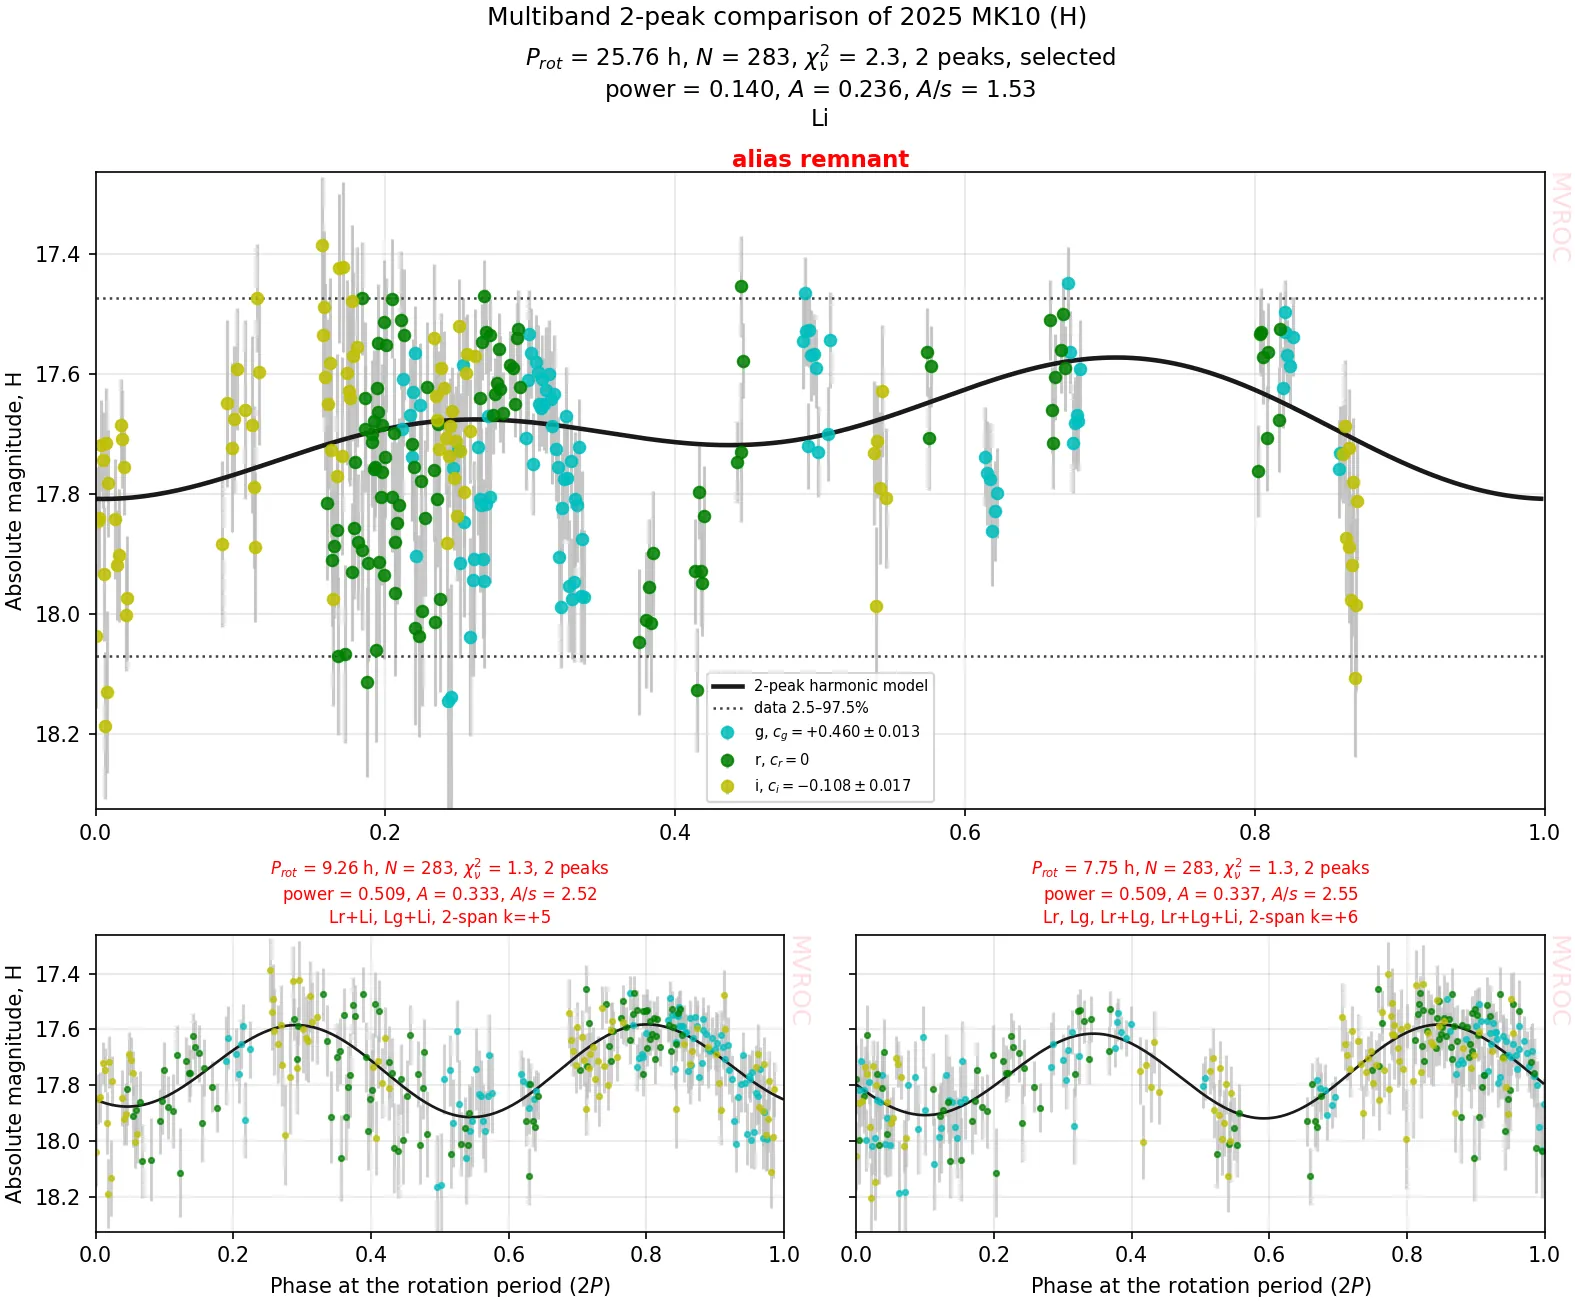 Multiband 2-peak comparison of 2025 MK10 (H)
P_rot = 25.76 h, N = 283, χ²_ν = 2.3, 2 peaks, selected
power = 0.140, A = 0.236, A/s = 1.53
Li
alias remnant
MVROC
Absolute magnitude, H
17.4
17.6
17.8
18.0
18.2
2-peak harmonic model
data 2.5–97.5%
g, c_g = +0.460 ± 0.013
r, c_r = 0
i, c_i = −0.108 ± 0.017
0.0 0.2 0.4 0.6 0.8 1.0
P_rot = 9.26 h, N = 283, χ²_ν = 1.3, 2 peaks
power = 0.509, A = 0.333, A/s = 2.52
Lr+Li, Lg+Li, 2-span k=+5
MVROC
Absolute magnitude, H
17.4
17.6
17.8
18.0
18.2
0.0 0.2 0.4 0.6 0.8 1.0
Phase at the rotation period (2P)
P_rot = 7.75 h, N = 283, χ²_ν = 1.3, 2 peaks
power = 0.509, A = 0.337, A/s = 2.55
Lr, Lg, Lr+Lg, Lr+Lg+Li, 2-span k=+6
MVROC
0.0 0.2 0.4 0.6 0.8 1.0
Phase at the rotation period (2P)